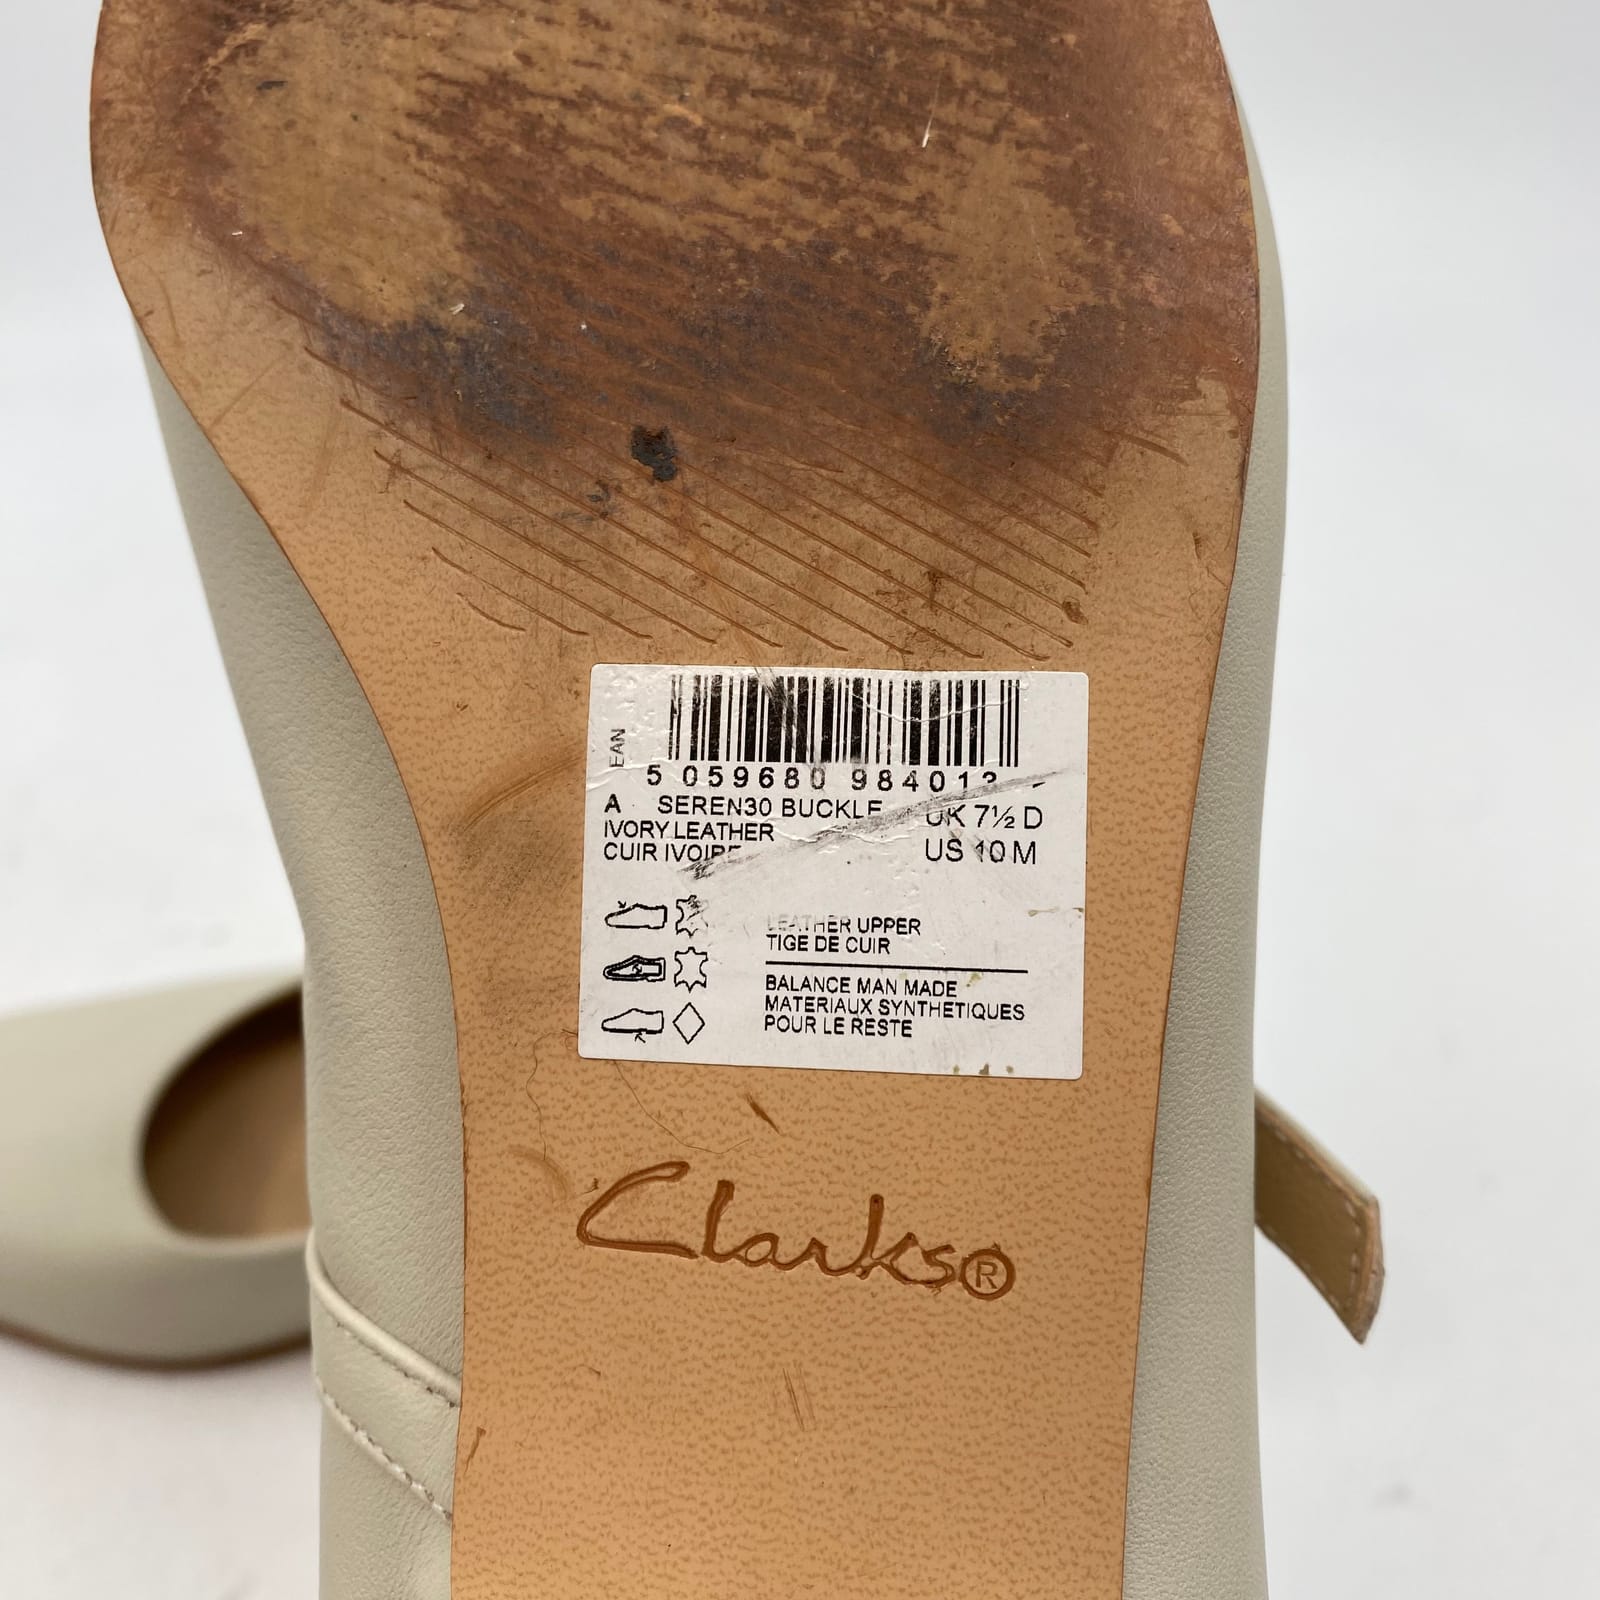 EAN
5 059680 984013
A SEREN30 BUCKLE UK 7½ D
IVORY LEATHER
CUIR IVOIRE US 10 M
LEATHER UPPER
TIGE DE CUIR
BALANCE MAN MADE
MATERIAUX SYNTHETIQUES
POUR LE RESTE
Clarks®